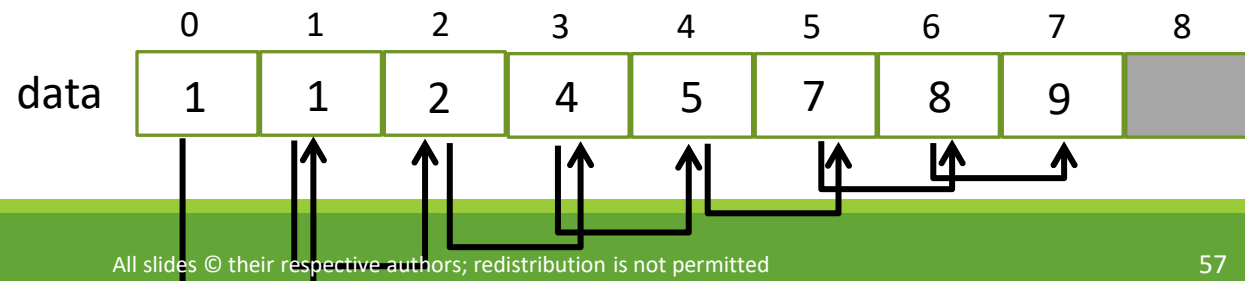 0 1 2 3 4 5 6 7 8
data 1 1 2 4 5 7 8 9
All slides © their respective authors; redistribution is not permitted 57